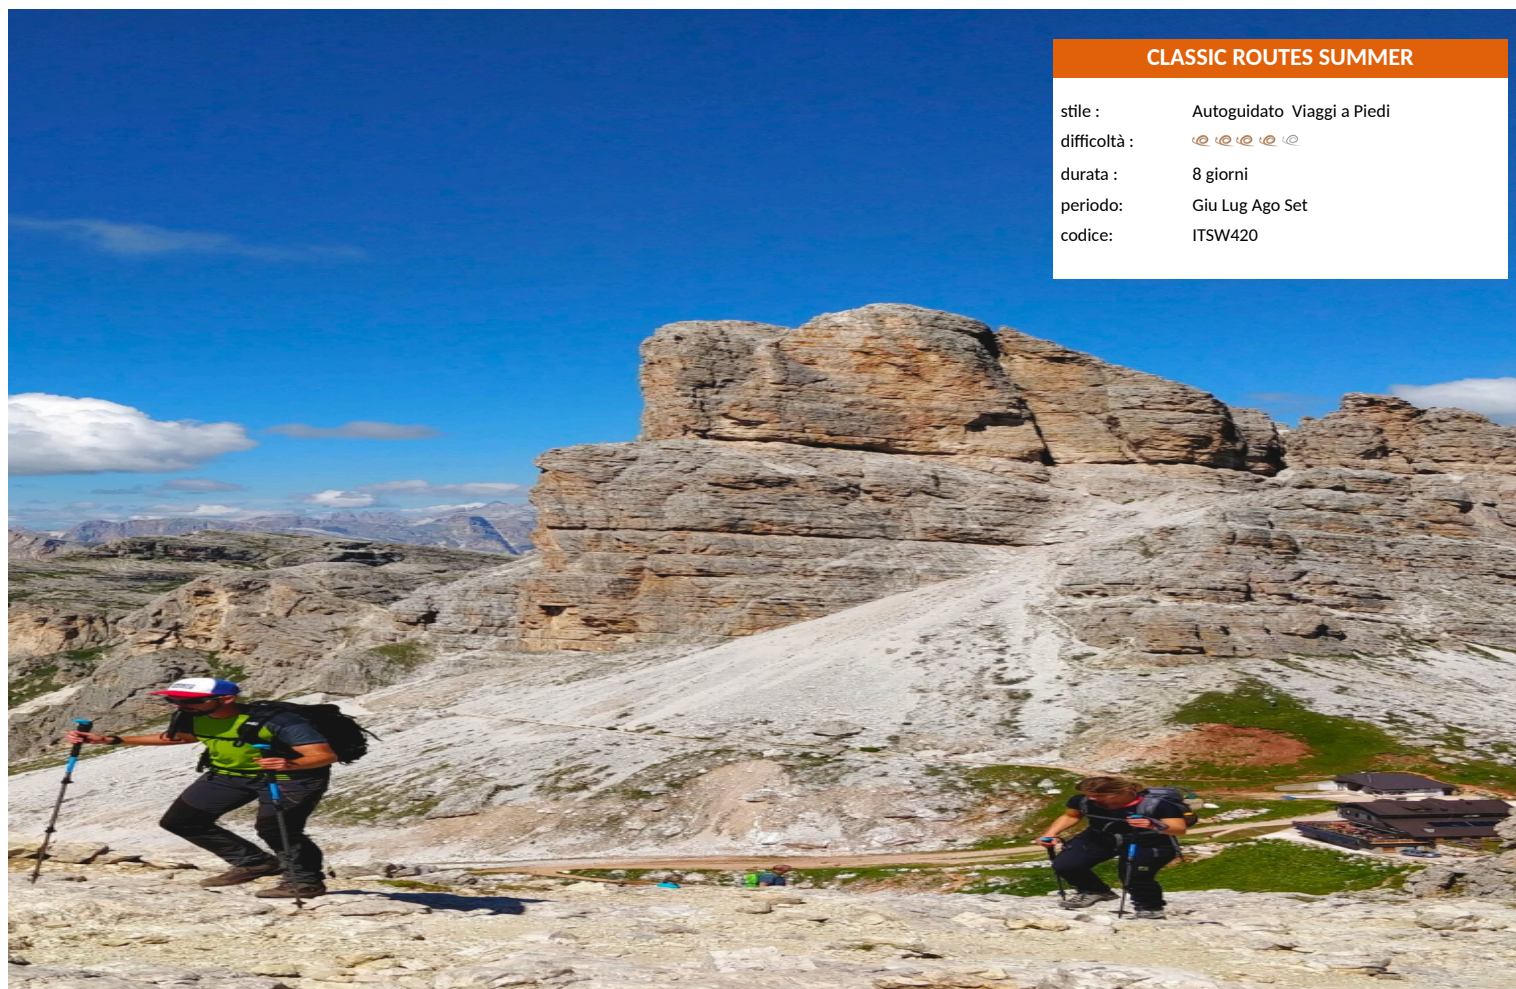 CLASSIC ROUTES SUMMER
stile : Autoguidato  Viaggi a Piedi
difficoltà :
durata : 8 giorni
periodo: Giu Lug Ago Set
codice: ITSW420